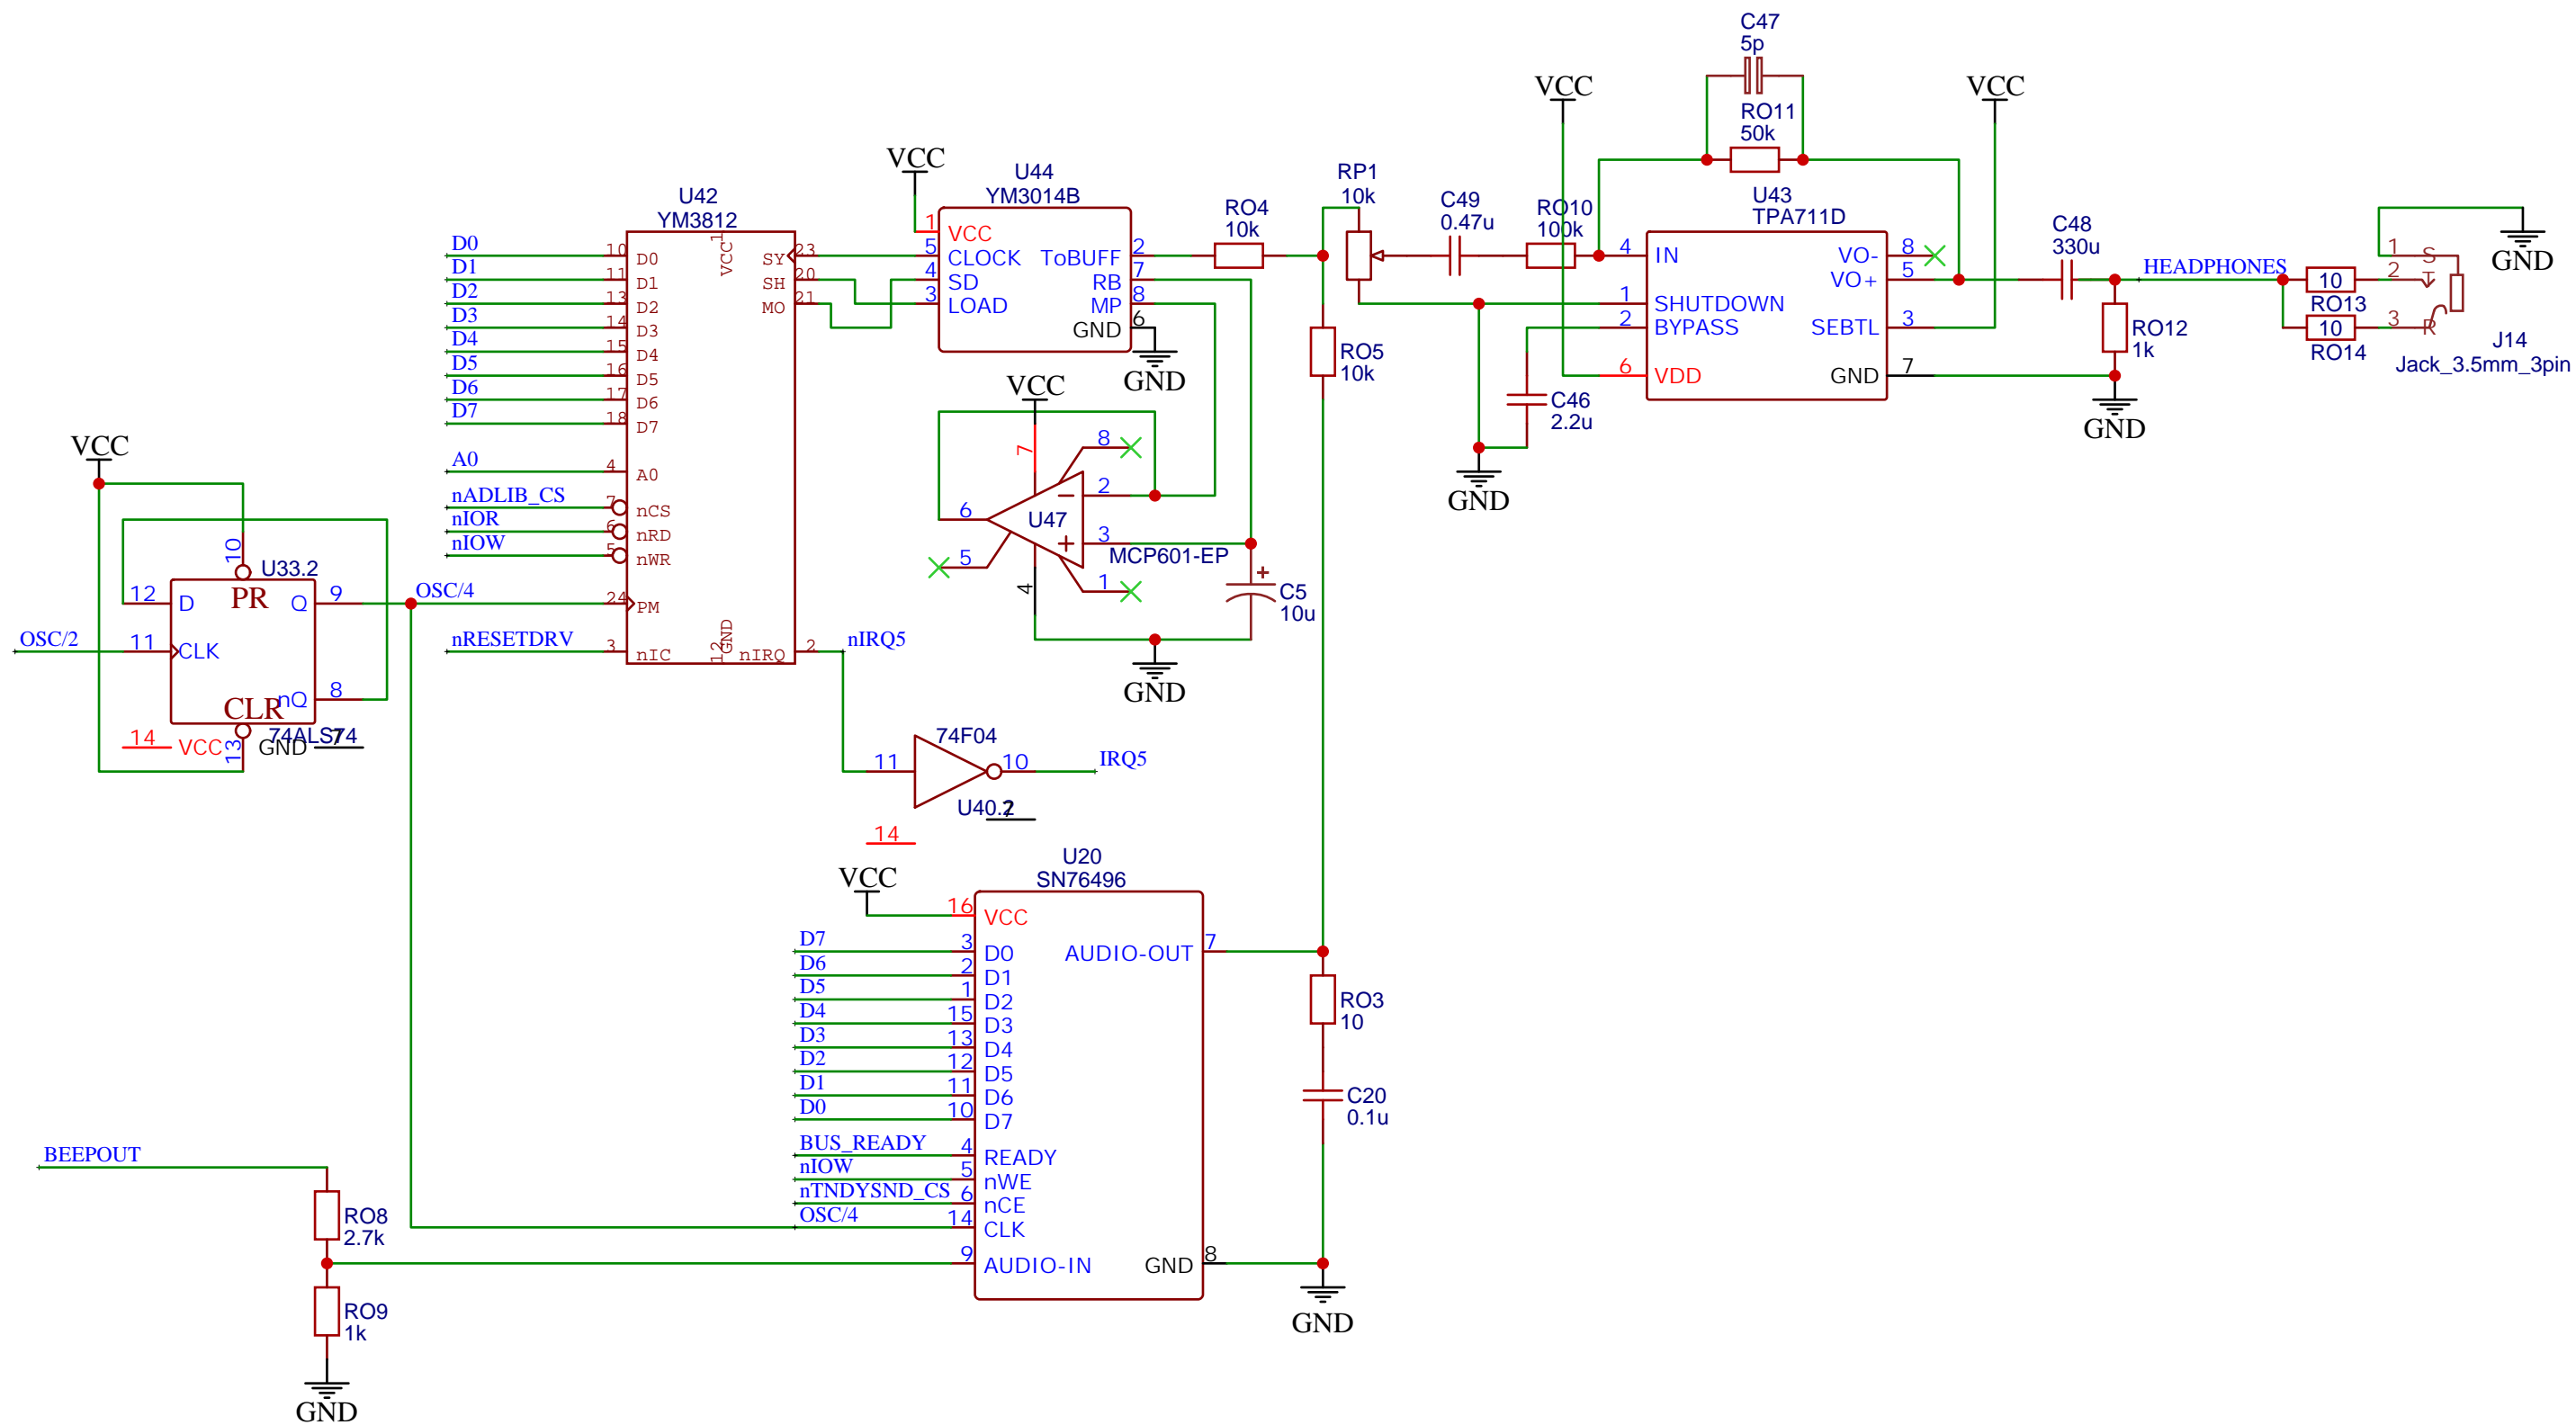 C47
5p
VCC
VCC
RO11
50k
VCC
U44
YM3014B
RP1
10k
U42
YM3812
RO4
10k
C49
0.47u
RO10
100k
U43
TPA711D
C48
330u
1
VCC
5
CLOCK
4
SD
3
LOAD
ToBUFF
2
RB
7
MP
8
GND
6
GND
4
IN
1
SHUTDOWN
2
BYPASS
6
VDD
VO-
8
VO+
5
SEBTL
3
GND
7
HEADPHONES
10
RO13
10
RO14
RO12
1k
GND
1
S
2
T
3
R
GND
J14
Jack_3.5mm_3pin
D0
10
D0
D1
11
D1
D2
13
D2
D3
14
D3
D4
15
D4
D5
16
D5
D6
17
D6
D7
18
D7
A0
4
A0
nADLIB_CS
7
nCS
nIOR
6
nRD
nIOW
5
nWR
OSC/4
24
PM
nRESETDRV
3
nIC
VCC
1
SY
23
SH
20
MO
21
GND
12
nIRQ
2
nIRQ5
RO5
10k
C46
2.2u
GND
VCC
7
8
2
6
U47
3
MCP601-EP
5
1
4
C5
10u
+
GND
VCC
10
U33.2
12
D
PR
Q
9
OSC/2
11
CLK
CLR
nQ
8
74ALS74
14
VCC
13
GND
7
74F04
11
10
IRQ5
U40.2
7
14
U20
SN76496
VCC
16
VCC
D7
3
D0
AUDIO-OUT
7
D6
2
D1
D5
1
D2
D4
15
D3
D3
13
D4
D2
12
D5
D1
11
D6
D0
10
D7
BUS_READY
4
READY
nIOW
5
nWE
nTNDYSND_CS
6
nCE
OSC/4
14
CLK
9
AUDIO-IN
GND
8
RO3
10
C20
0.1u
GND
BEEPOUT
RO8
2.7k
RO9
1k
GND